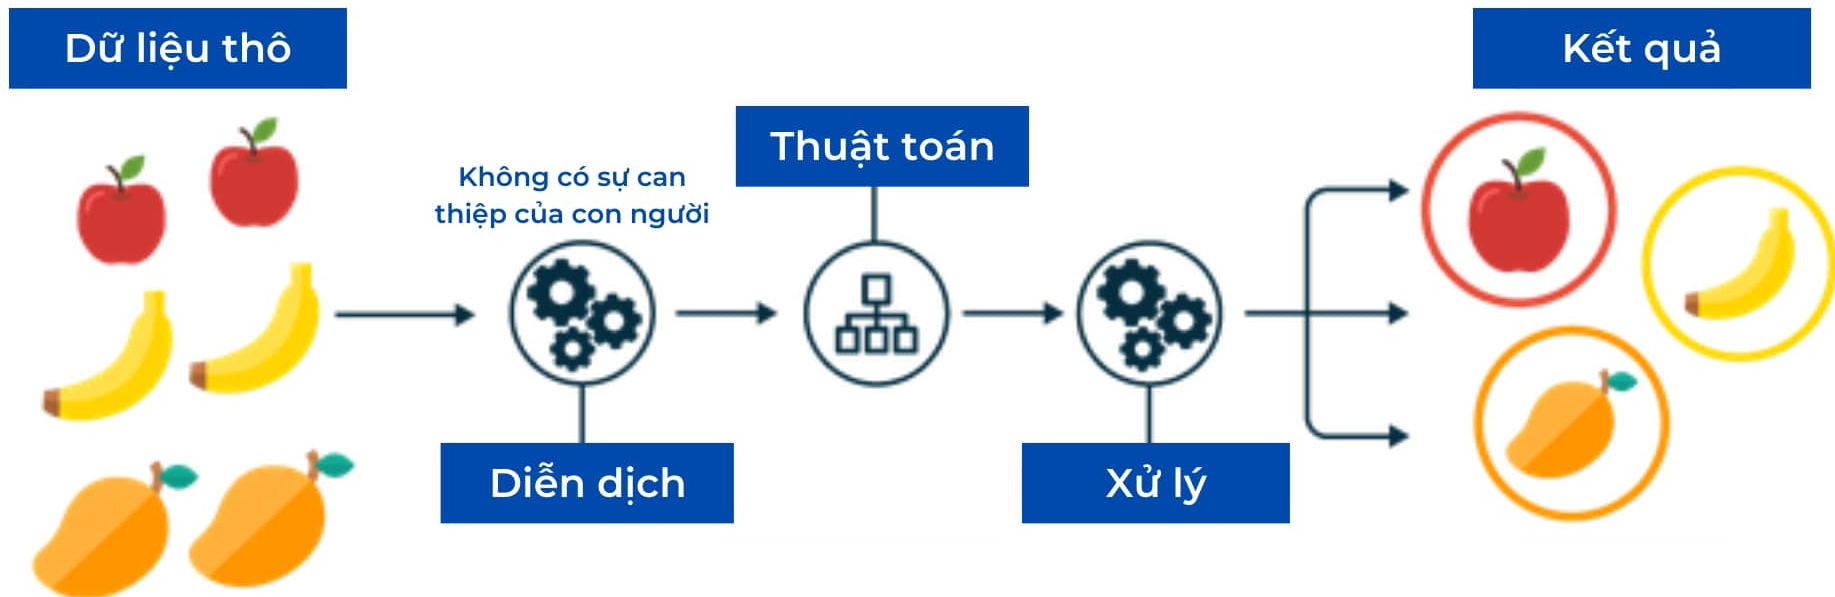 Dữ liệu thô
Kết quả
Thuật toán
Không có sự can
thiệp của con người
Diễn dịch
Xử lý